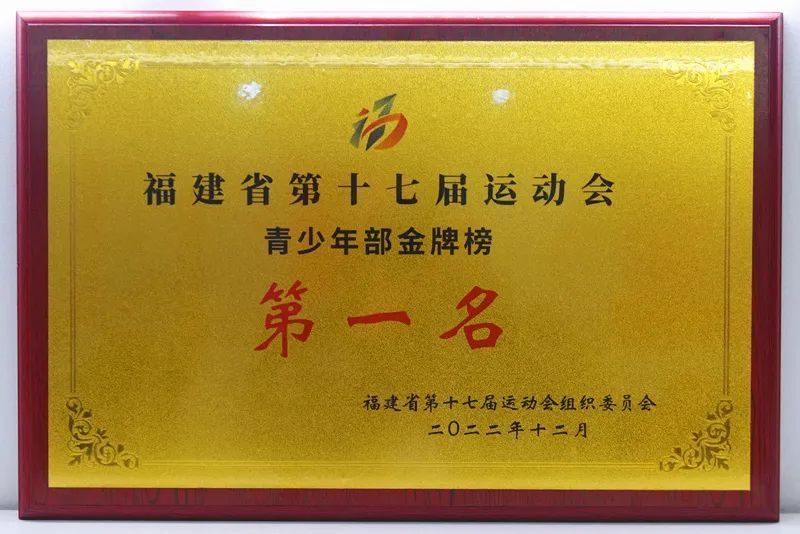 福建省第十七届运动会
青少年部金牌榜
第一名
福建省第十七届运动会组织委员会
二〇二二年十二月